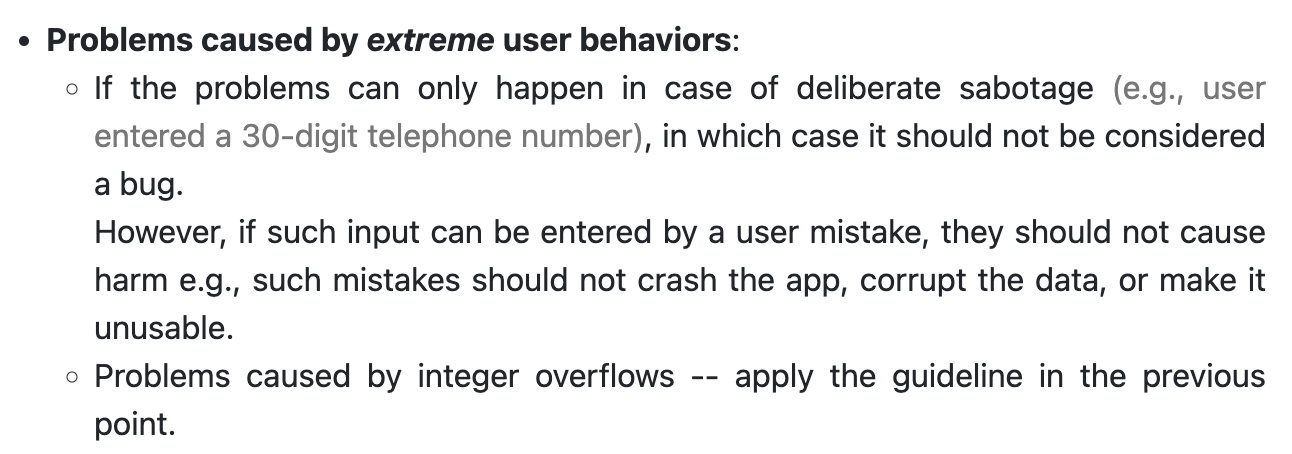 • Problems caused by extreme user behaviors:
◦ If the problems can only happen in case of deliberate sabotage (e.g., user
entered a 30-digit telephone number), in which case it should not be considered
a bug.
However, if such input can be entered by a user mistake, they should not cause
harm e.g., such mistakes should not crash the app, corrupt the data, or make it
unusable.
◦ Problems caused by integer overflows -- apply the guideline in the previous
point.